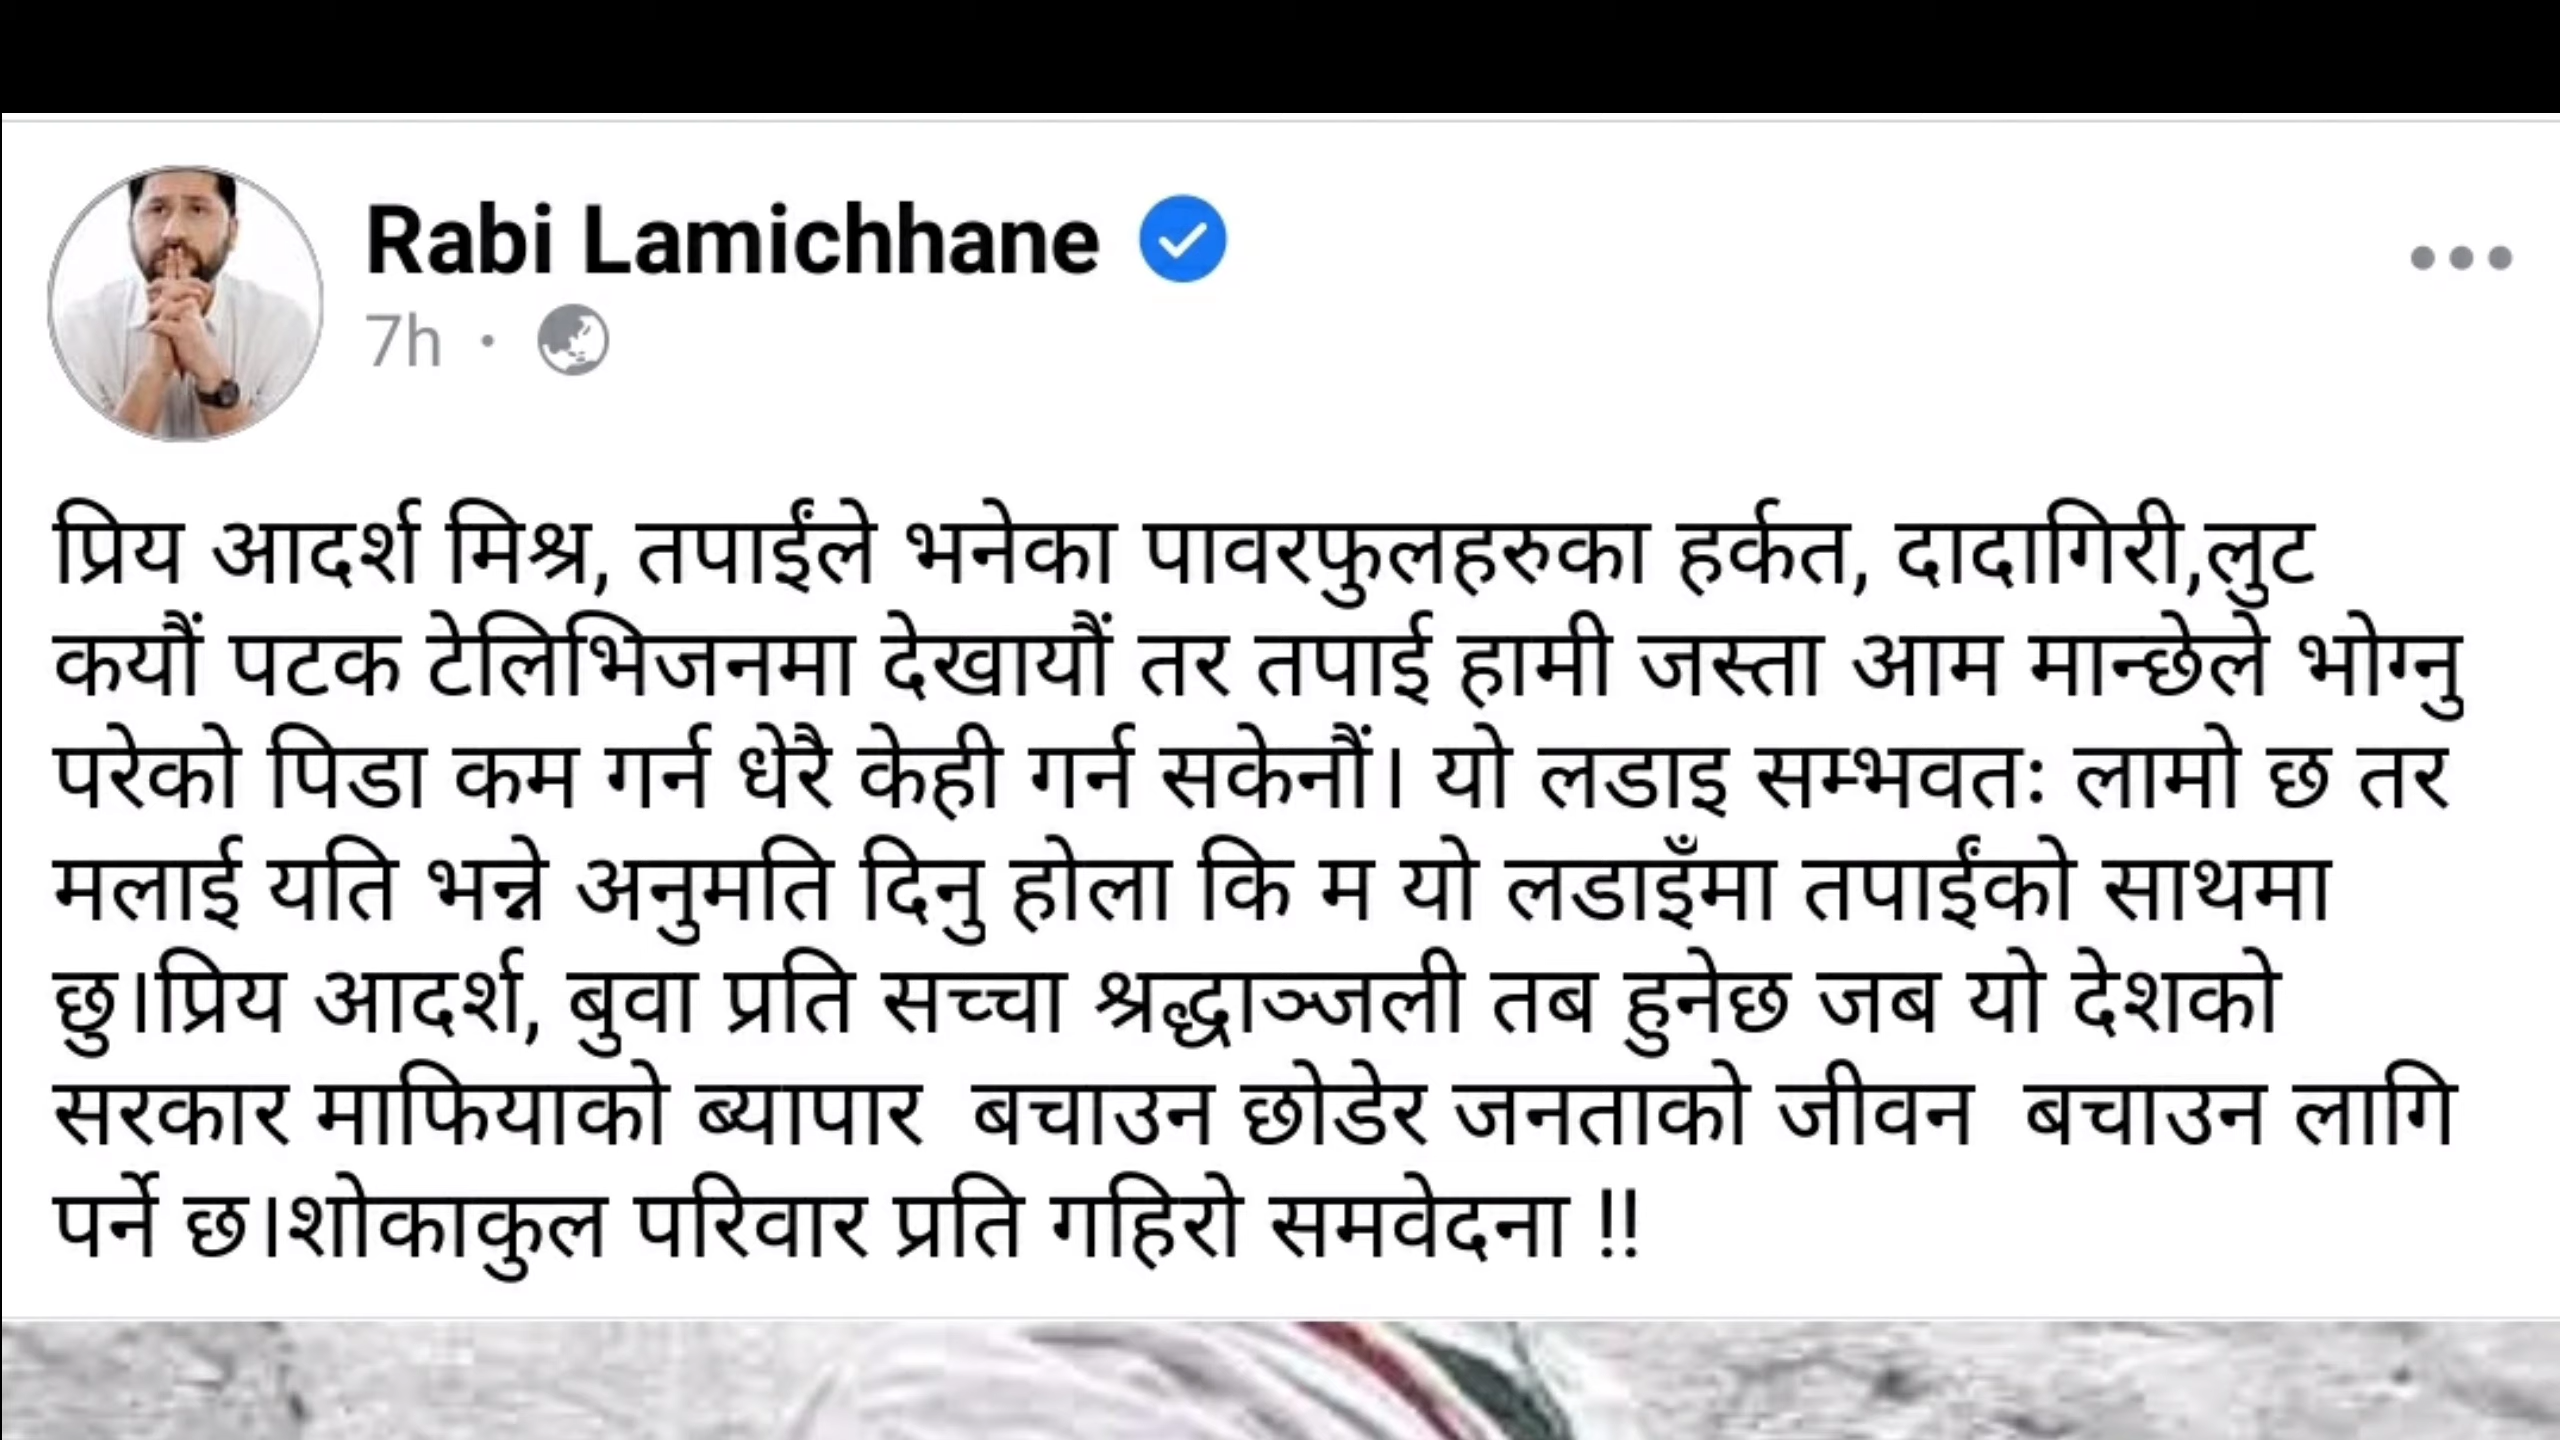 Rabi Lamichhane
7h ·
प्रिय आदर्श मिश्र, तपाईंले भनेका पावरफुलहरुका हर्कत, दादागिरी,लुट
कयौं पटक टेलिभिजनमा देखायौं तर तपाई हामी जस्ता आम मान्छेले भोग्नु
परेको पिडा कम गर्न धेरै केही गर्न सकेनौं। यो लडाइ सम्भवतः लामो छ तर
मलाई यति भन्ने अनुमति दिनु होला कि म यो लडाइँमा तपाईंको साथमा
छु।प्रिय आदर्श, बुवा प्रति सच्चा श्रद्धाञ्जली तब हुनेछ जब यो देशको
सरकार माफियाको ब्यापार  बचाउन छोडेर जनताको जीवन  बचाउन लागि
पर्ने छ।शोकाकुल परिवार प्रति गहिरो समवेदना !!